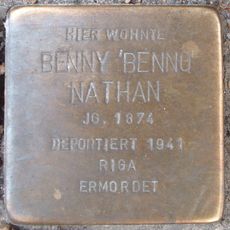 HIER WOHNTE
BENNY 'BENNO'
NATHAN
JG. 1874
DEPORTIERT 1941
RIGA
ERMORDET